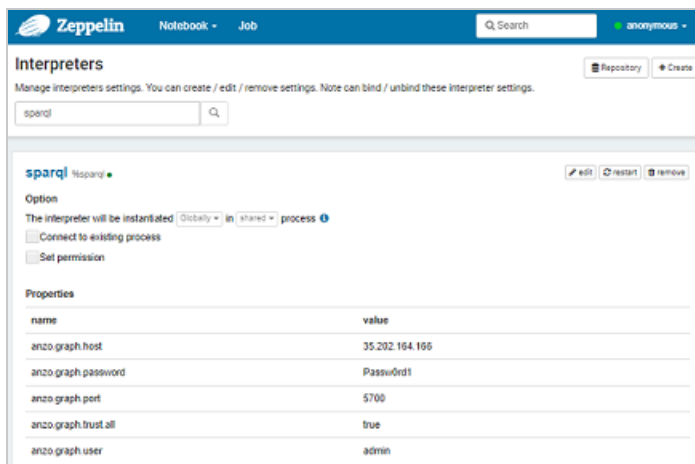 Zeppelin Notebook Job Search anonymous
Interpreters Repository + Create
Manage interpreters settings. You can create / edit / remove settings. Note can bind / unbind these interpreter settings.
sparql
sparql %sparql edit restart remove
Option
The interpreter will be instantiated Globally in shared process
Connect to existing process
Set permission
Properties
name value
anzo.graph.host 35.202.164.166
anzo.graph.password Passw0rd1
anzo.graph.port 5700
anzo.graph.trust.all true
anzo.graph.user admin